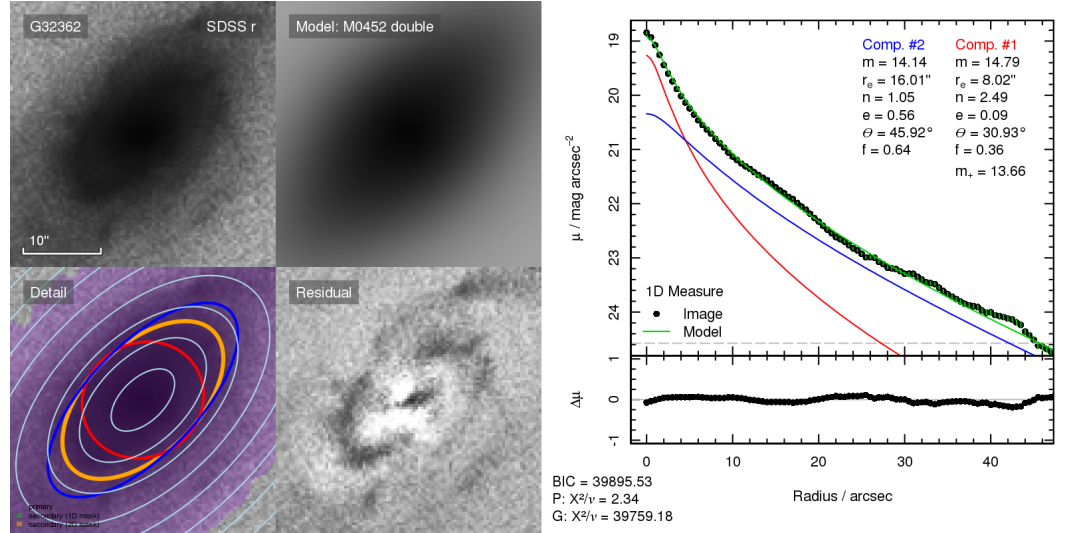 G32362
SDSS r
10"
Model: M0452 double
Detail
primary
secondary (1D mask)
secondary (2D mask)
Residual
19
20
21
22
23
24
μ / mag arcsec⁻²
Comp. #2
m = 14.14
rₑ = 16.01"
n = 1.05
e = 0.56
Θ = 45.92°
f = 0.64
Comp. #1
m = 14.79
rₑ = 8.02"
n = 2.49
e = 0.09
Θ = 30.93°
f = 0.36
m₊ = 13.66
1D Measure
Image
Model
1
0
-1
Δμ
0
10
20
30
40
Radius / arcsec
BIC = 39895.53
P: X²/ν = 2.34
G: X²/ν = 39759.18